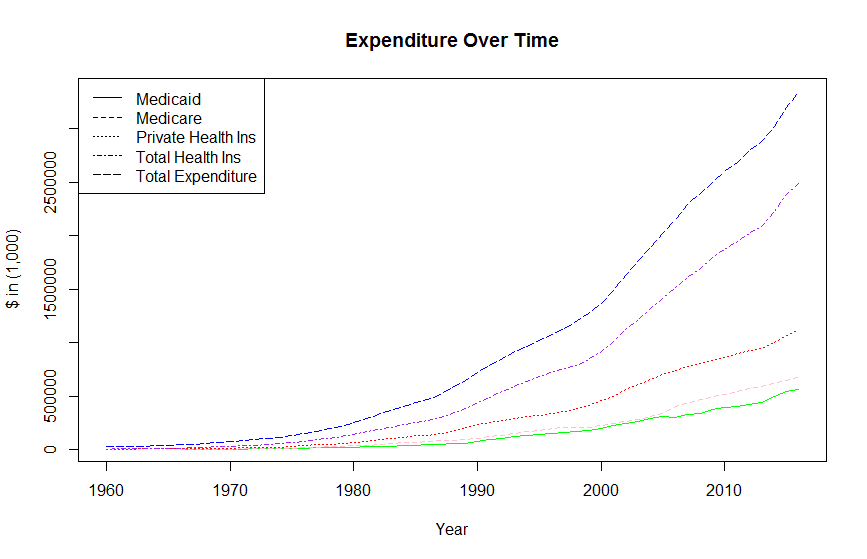 Expenditure Over Time
Medicaid
Medicare
Private Health Ins
Total Health Ins
Total Expenditure
$ in (1,000)
2500000
1500000
500000
0
1960 1970 1980 1990 2000 2010
Year